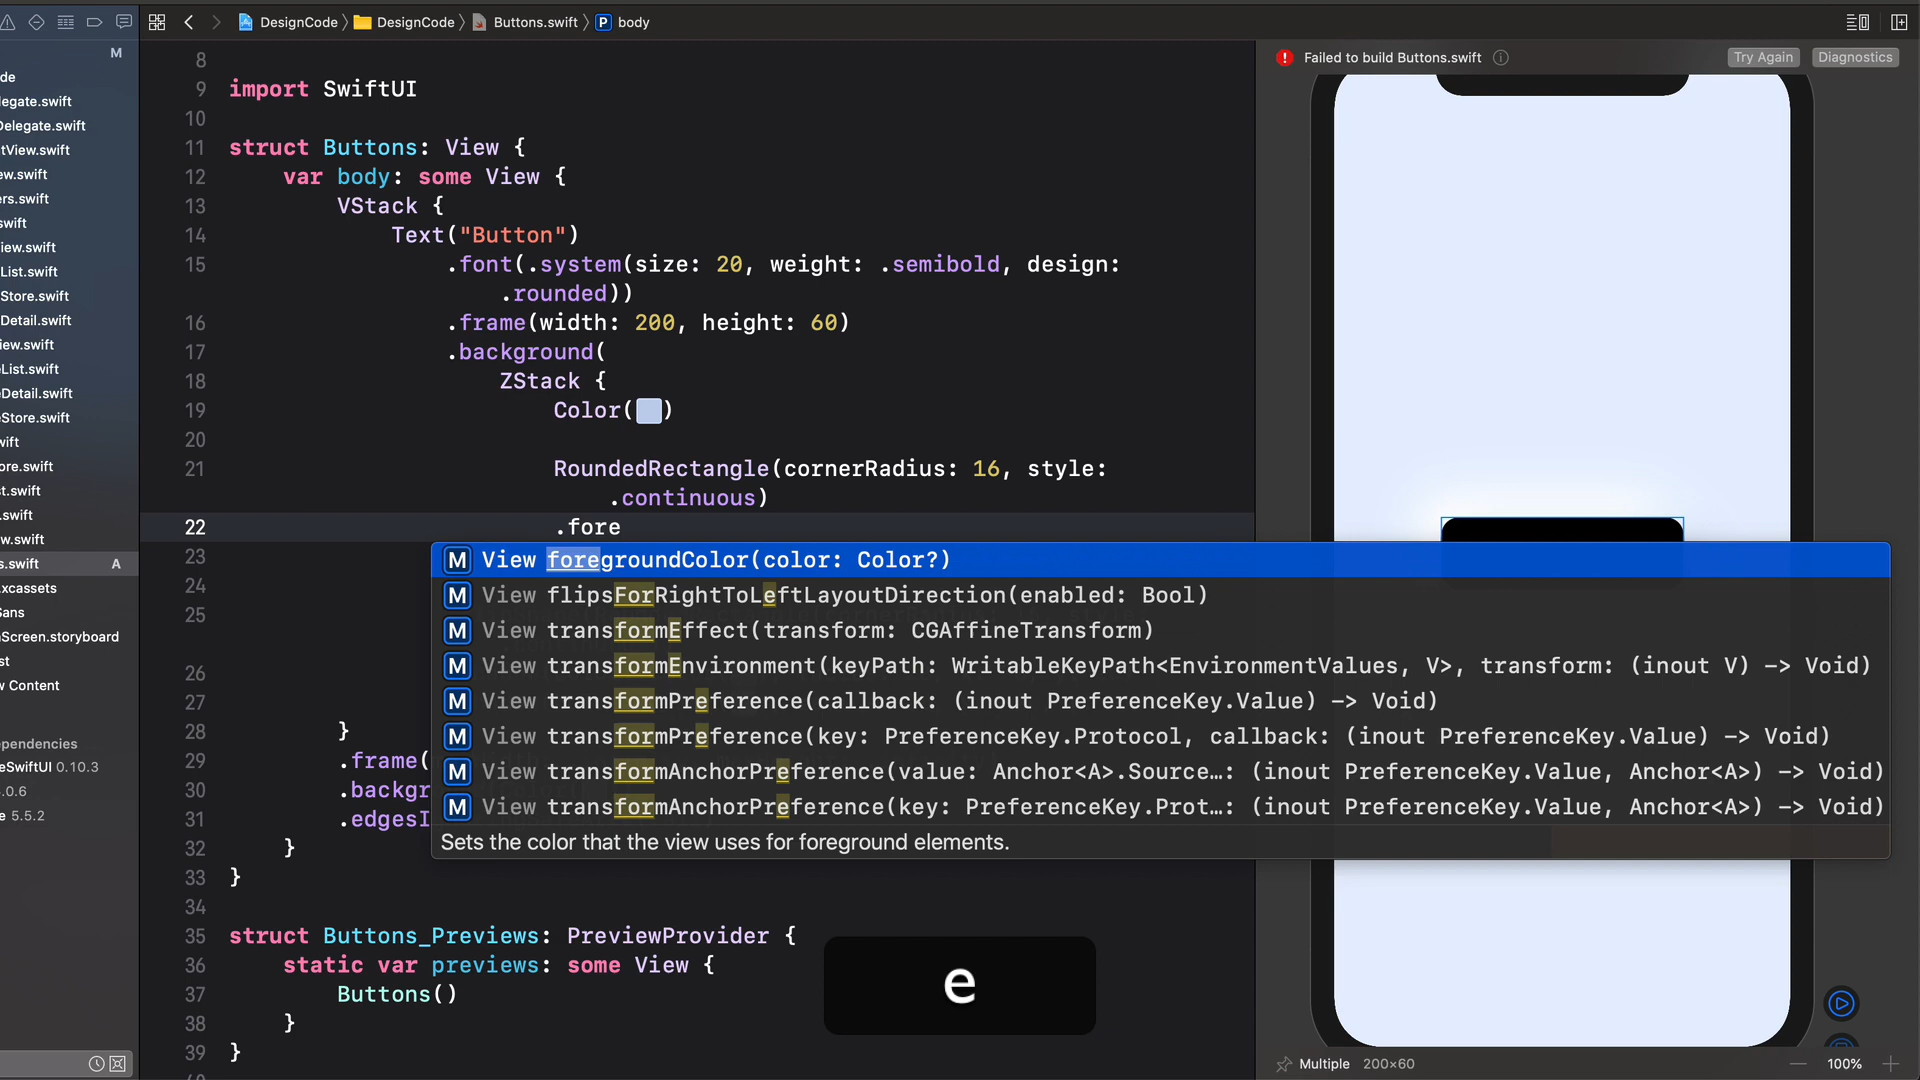 DesignCode
DesignCode
Buttons.swift
P
body
M
de
legate.swift
Delegate.swift
tView.swift
ew.swift
ers.swift
swift
iew.swift
List.swift
Store.swift
Detail.swift
iew.swift
eList.swift
eDetail.swift
eStore.swift
wift
ore.swift
st.swift
.swift
w.swift
s.swift A
.xcassets
Sans
nScreen.storyboard
st
w Content
ependencies
eSwiftUI 0.10.3
.0.6
e 5.5.2
8
9 import SwiftUI
10
11 struct Buttons: View {
12 var body: some View {
13 VStack {
14 Text("Button")
15 .font(.system(size: 20, weight: .semibold, design:
.rounded))
16 .frame(width: 200, height: 60)
17 .background(
18 ZStack {
19 Color( )
20
21 RoundedRectangle(cornerRadius: 16, style:
.continuous)
22 .fore
23
24
25
26
27
28 }
29 .frame(
30 .backgr
31 .edgesI
32 }
33 }
34
35 struct Buttons_Previews: PreviewProvider {
36 static var previews: some View {
37 Buttons()
38 }
39 }
M View foregroundColor(color: Color?)
M View flipsForRightToLeftLayoutDirection(enabled: Bool)
M View transformEffect(transform: CGAffineTransform)
M View transformEnvironment(keyPath: WritableKeyPath<EnvironmentValues, V>, transform: (inout V) -> Void)
M View transformPreference(callback: (inout PreferenceKey.Value) -> Void)
M View transformPreference(key: PreferenceKey.Protocol, callback: (inout PreferenceKey.Value) -> Void)
M View transformAnchorPreference(value: Anchor<A>.Source…: (inout PreferenceKey.Value, Anchor<A>) -> Void)
M View transformAnchorPreference(key: PreferenceKey.Prot…: (inout PreferenceKey.Value, Anchor<A>) -> Void)
Sets the color that the view uses for foreground elements.
e
Failed to build Buttons.swift
Try Again
Diagnostics
Multiple 200×60
100%